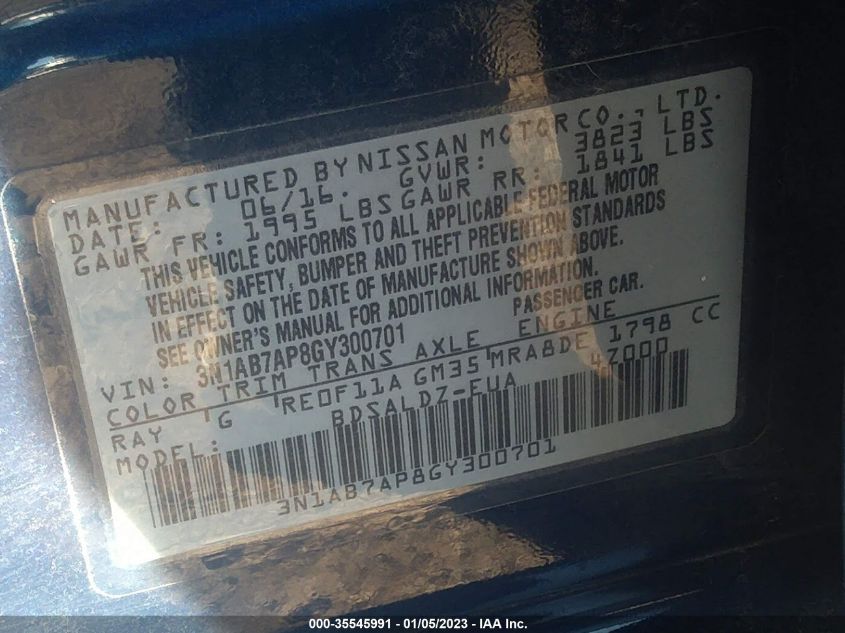 MANUFACTURED BY NISSAN MOTOR CO., LTD.
DATE: 06/16. GVWR: 3823 LBS
GAWR FR: 1995 LBS GAWR RR: 1841 LBS
THIS VEHICLE CONFORMS TO ALL APPLICABLE FEDERAL MOTOR
VEHICLE SAFETY, BUMPER AND THEFT PREVENTION STANDARDS
IN EFFECT ON THE DATE OF MANUFACTURE SHOWN ABOVE.
SEE OWNER'S MANUAL FOR ADDITIONAL INFORMATION.
VIN: 3N1AB7AP8GY300701 PASSENGER CAR.
COLOR TRIM TRANS AXLE ENGINE
RAY G RE0F11A GM35 MRA8DE 1798 CC
MODEL: BDSALDZ-EUA 4Z000
3N1AB7AP8GY300701
000-35545991 - 01/05/2023 - IAA Inc.